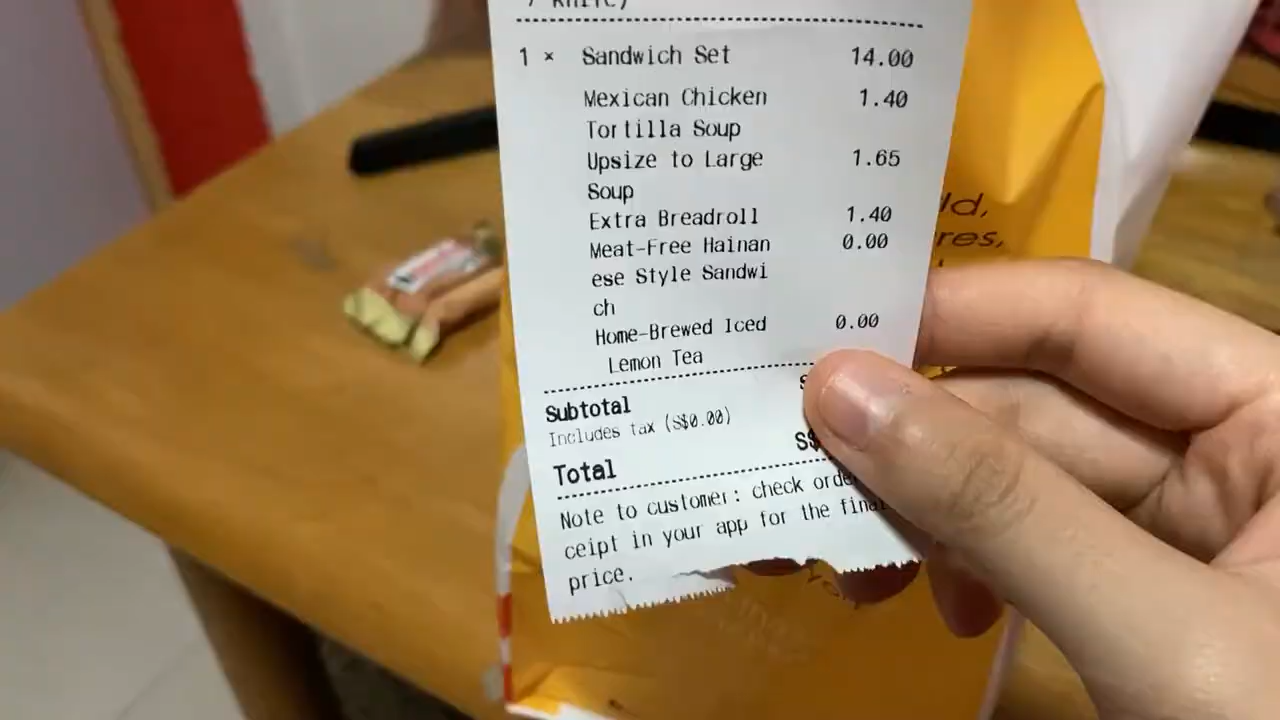 1 × Sandwich Set 14.00
Mexican Chicken 1.40
Tortilla Soup
Upsize to Large 1.65
Soup
Extra Breadroll 1.40
Meat-Free Hainan 0.00
ese Style Sandwi
ch
Home-Brewed Iced 0.00
Lemon Tea
Subtotal
Includes tax (S$0.00)
Total S$
Note to customer: check orde
ceipt in your app for the final
price.